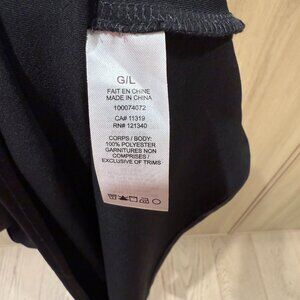 G/L
FAIT EN CHINE
MADE IN CHINA
100074072
CA# 11319
RN# 121340
CORPS / BODY:
100% POLYESTER
GARNITURES NON
COMPRISES /
EXCLUSIVE OF TRIMS